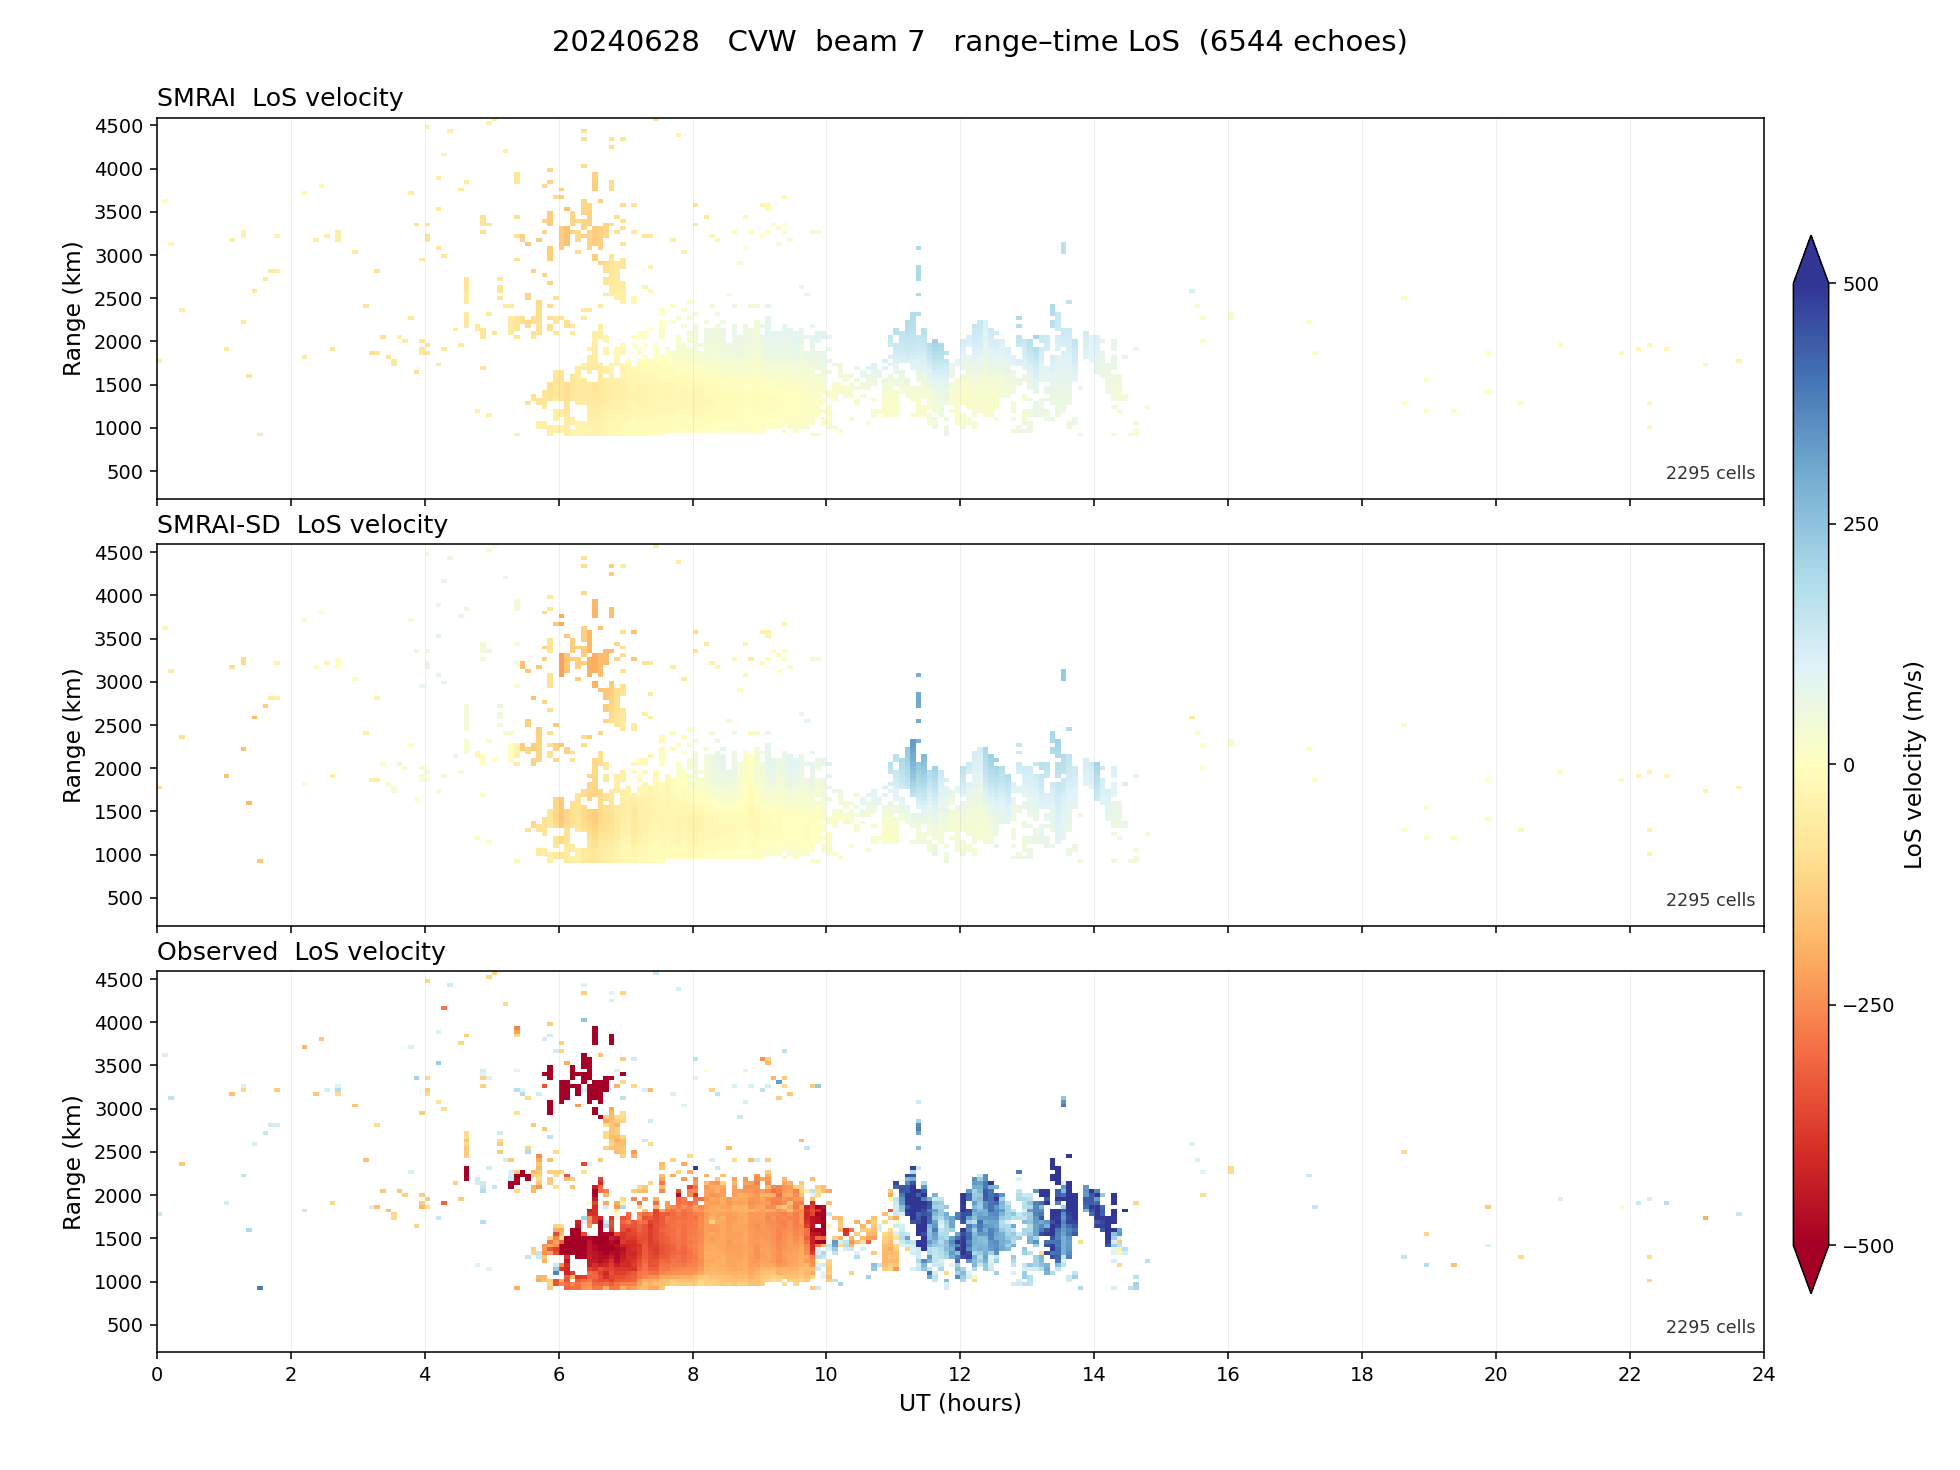 20240628   CVW  beam 7   range–time LoS  (6544 echoes)
SMRAI  LoS velocity
4500
4000
3500
3000
2500
2000
1500
1000
500
Range (km)
2295 cells
SMRAI-SD  LoS velocity
4500
4000
3500
3000
2500
2000
1500
1000
500
Range (km)
2295 cells
Observed  LoS velocity
4500
4000
3500
3000
2500
2000
1500
1000
500
Range (km)
2295 cells
0 2 4 6 8 10 12 14 16 18 20 22 24
UT (hours)
500
250
0
−250
−500
LoS velocity (m/s)